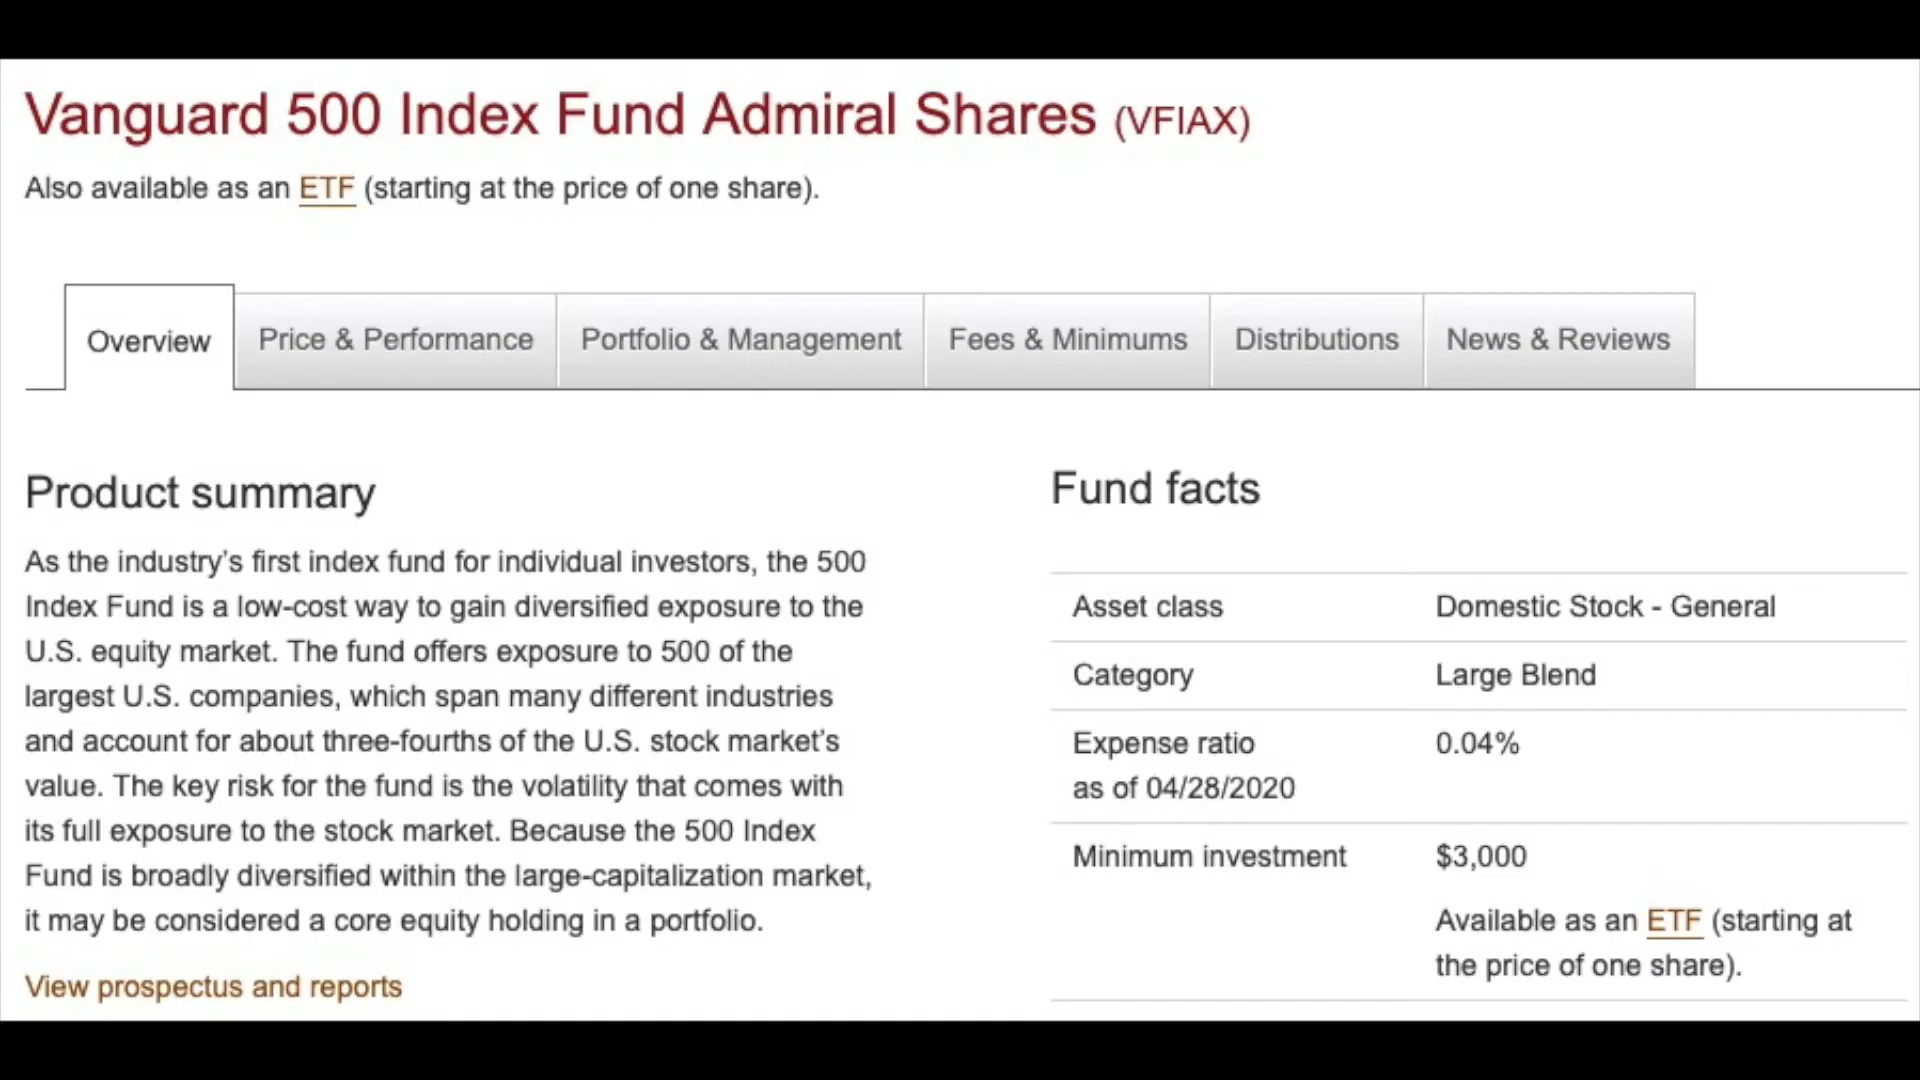 Vanguard 500 Index Fund Admiral Shares (VFIAX)
Also available as an ETF (starting at the price of one share).
Overview
Price & Performance
Portfolio & Management
Fees & Minimums
Distributions
News & Reviews
Product summary
As the industry’s first index fund for individual investors, the 500
Index Fund is a low-cost way to gain diversified exposure to the
U.S. equity market. The fund offers exposure to 500 of the
largest U.S. companies, which span many different industries
and account for about three-fourths of the U.S. stock market’s
value. The key risk for the fund is the volatility that comes with
its full exposure to the stock market. Because the 500 Index
Fund is broadly diversified within the large-capitalization market,
it may be considered a core equity holding in a portfolio.
View prospectus and reports
Fund facts
Asset class Domestic Stock - General
Category Large Blend
Expense ratio 0.04%
as of 04/28/2020
Minimum investment $3,000
Available as an ETF (starting at
the price of one share).